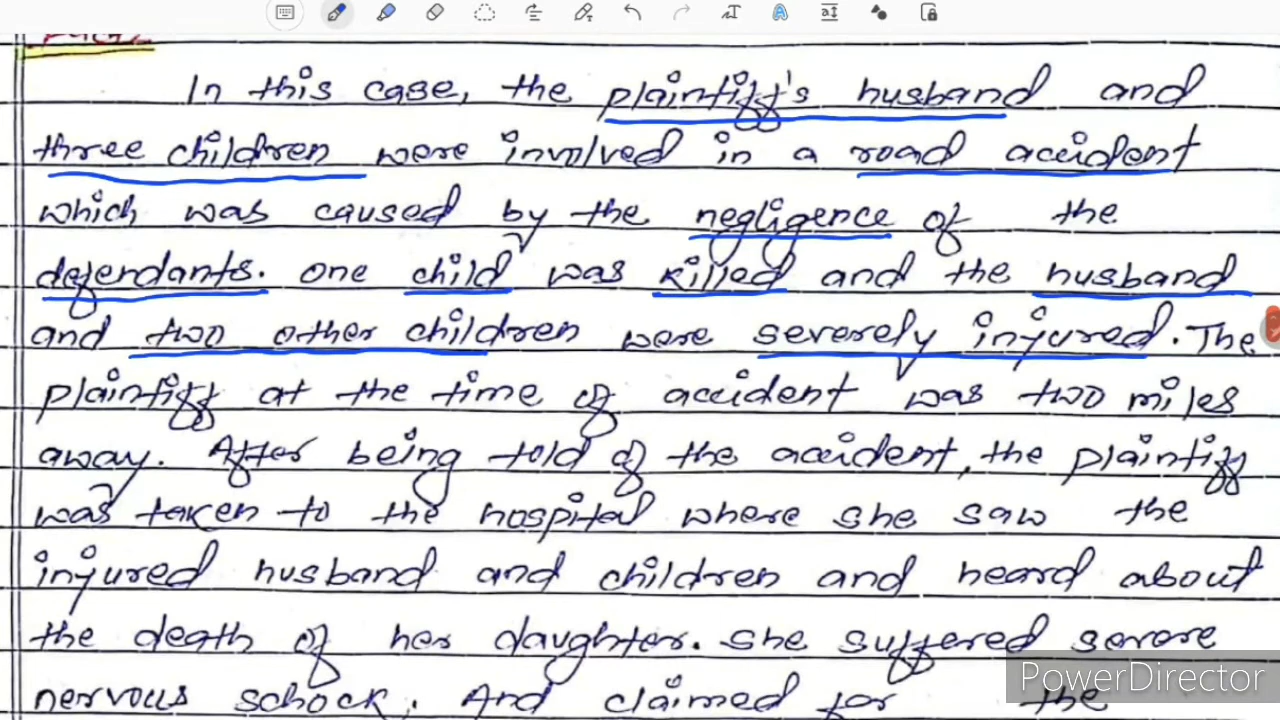 Facts
In this case, the plaintiff's husband and
three children were involved in a road accident
which was caused by the negligence of the
defendants. One child was killed and the husband
and two other children were severely injured. The
plaintiff at the time of accident was two miles
away. After being told of the accident, the plaintiff
was taken to the hospital where she saw the
injured husband and children and heard about
the death of her daughter. She suffered severe
nervous schock. And claimed for the
PowerDirector